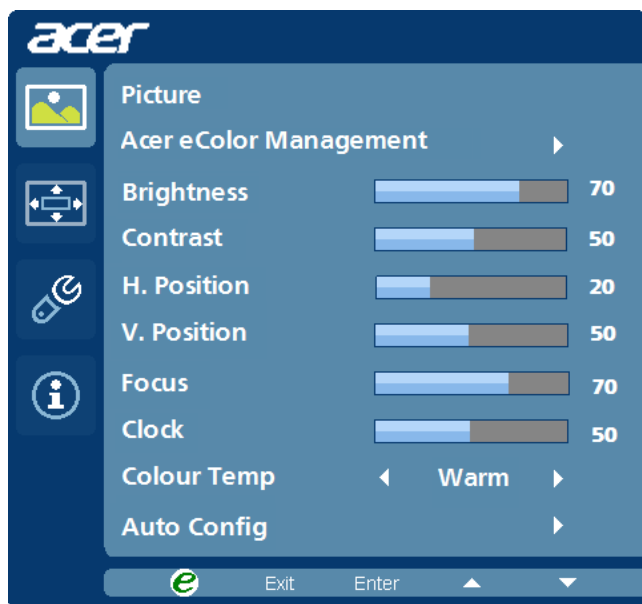 acer
Picture
Acer eColor Management
Brightness 70
Contrast 50
H. Position 20
V. Position 50
Focus 70
Clock 50
Colour Temp Warm
Auto Config
e Exit Enter